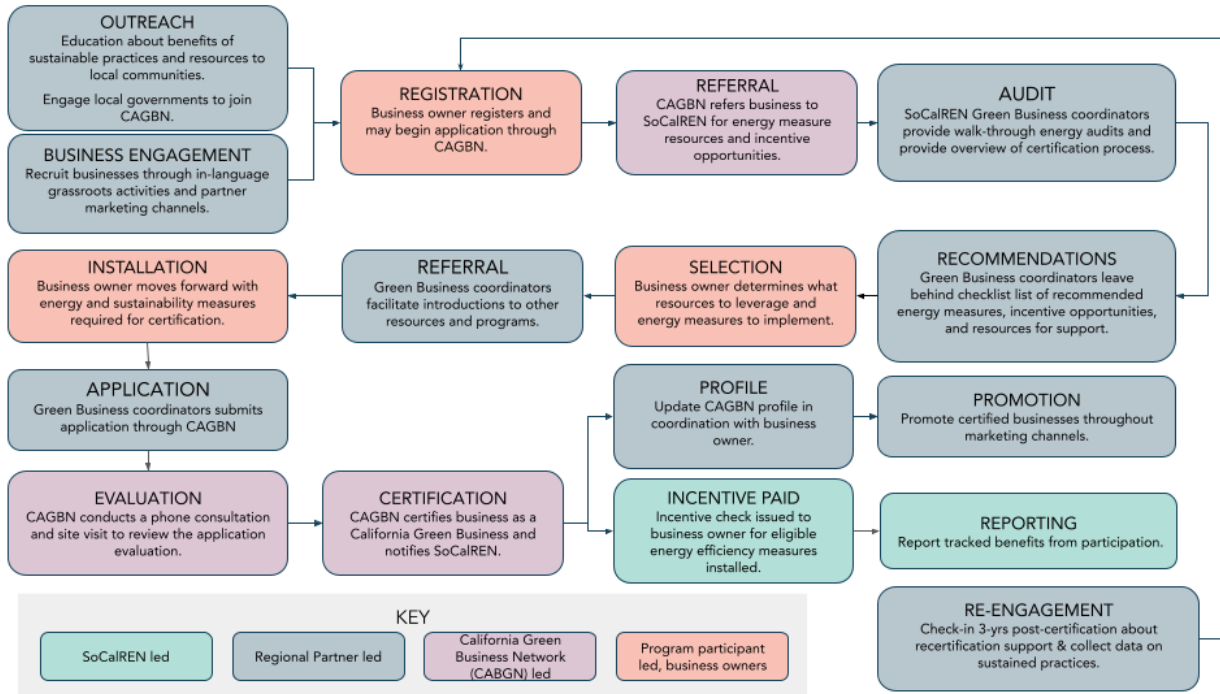 OUTREACH
Education about benefits of
sustainable practices and resources to
local communities.
Engage local governments to join
CAGBN.
BUSINESS ENGAGEMENT
Recruit businesses through in-language
grassroots activities and partner
marketing channels.
REGISTRATION
Business owner registers and
may begin application through
CAGBN.
REFERRAL
CAGBN refers business to
SoCalREN for energy measure
resources and incentive
opportunities.
AUDIT
SoCalREN Green Business coordinators
provide walk-through energy audits and
provide overview of certification process.
RECOMMENDATIONS
Green Business coordinators leave
behind checklist list of recommended
energy measures, incentive opportunities,
and resources for support.
SELECTION
Business owner determines what
resources to leverage and
energy measures to implement.
REFERRAL
Green Business coordinators
facilitate introductions to other
resources and programs.
INSTALLATION
Business owner moves forward with
energy and sustainability measures
required for certification.
APPLICATION
Green Business coordinators submits
application through CAGBN
EVALUATION
CAGBN conducts a phone consultation
and site visit to review the application
evaluation.
CERTIFICATION
CAGBN certifies business as a
California Green Business and
notifies SoCalREN.
PROFILE
Update CAGBN profile in
coordination with business
owner.
PROMOTION
Promote certified businesses throughout
marketing channels.
INCENTIVE PAID
Incentive check issued to
business owner for eligible
energy efficiency measures
installed.
REPORTING
Report tracked benefits from participation.
RE-ENGAGEMENT
Check-in 3-yrs post-certification about
recertification support & collect data on
sustained practices.
KEY
SoCalREN led
Regional Partner led
California Green
Business Network
(CABGN) led
Program participant
led, business owners